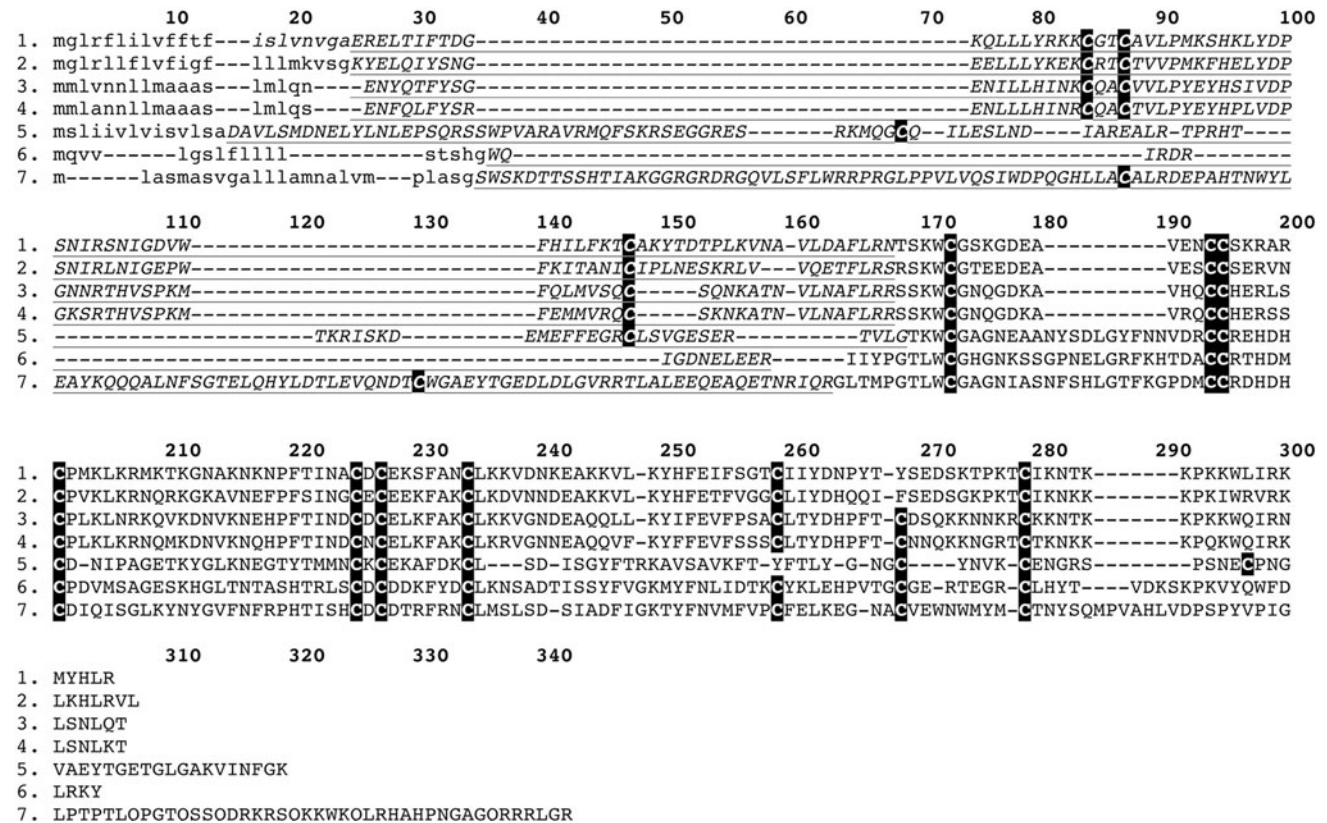 10 20 30 40 50 60 70 80 90 100
1. mglrflilvfftf---islvnvgaERELTIFTDG----------------------------------------KQLLLYRKKCGTCAVLPMKSHKLYDP
2. mglrllflvfigf---lllmkvsgKYELQIYSNG----------------------------------------EELLLYKEKCRTCTVVPMKFHELYDP
3. mmlvnnllmaaas---lmlqn----ENYQTFYSG----------------------------------------ENILLHINKCQACVVLPYEYHSIVDP
4. mmlannllmaaas---lmlqs----ENFQLFYSR----------------------------------------ENLLLHINRCQACTVLPYEYHPLVDP
5. msliivlvisvlsaDAVLSMDNELYLNLEPSQRSSWPVARAVRMQFSKRSEGGRES-------RKMQGCQ-ILESLND----IAREALR-TPRHT----
6. mqvv------lgslfllll-----------stshgWQ---------------------------------------------------IRDR--------
7. m------lasmasvgalllamnalvm---plasgSWSKDTTSSHTIAKGGRGRDRGQVLSFLWRRPRGLPPVLVQSIWDPQGHLLACALRDEPAHTNWYL
110 120 130 140 150 160 170 180 190 200
1. SNIRSNIGDVW----------------------------FHILFKTCAKYTDTPLKVNA-VLDAFLRNTSKWCGSKGDEA----------VENCCSKRAR
2. SNIRLNIGEPW----------------------------FKITANICIPLNESKRLV---VQETFLRSRSKWCGTEEDEA----------VESCCSERVN
3. GNNRTHVSPKM----------------------------FQLMVSQC-----SQNKATN-VLNAFLRRSSKWCGNQGDKA----------VHQCCHERLS
4. GKSRTHVSPKM----------------------------FEMMVRQC-----SKNKATN-VLNAFLRRSSKWCGNQGDKA----------VRQCCHERSS
5. ---------------------TKRISKD----------EMEFFEGRCLSVGESER----------TVLGTKWCGAGNEAANYSDLGYFNNVDRCCREHDH
6. -------------------------------------------------IGDNELEER------IIYPGTLWCGHGNKSSGPNELGRFKHTDACCRTHDM
7. EAYKQQQQALNFSGTELQHYLDTLEVQNDTCWGAEYTGEDLDLGVRRTLALEEQEAQETNRIQRGLTMPGTLWCGAGNIASNFSHLGTFKGPDMCCRDHDH
210 220 230 240 250 260 270 280 290 300
1. CPMKLKRMKTKGNAKNKNPFTINACDCEKSFANCLKKVDNKEAKKVL-KYHFEIFSGTCIIYDNPYT-YSEDSKTPKTCIKNTK-------KPKKWLIRK
2. CPVKLKRNQRKGKAVNEFPFSINGCECEEKFAKCLKDVNNDEAKKVL-KYHFETFVGGCLIYDHQQI-FSEDSGKPKTCIKNKK-------KPKIWRVRK
3. CPLKLNRKQVKDNVKNEHPFTINDCDCELKFAKCLKKVGNDEAQQLL-KYIFEVFPSACLTYDHPFT-CDSQKKNNKRCKKNTK-------KPKKWQIRN
4. CPLKLKRNQMKDNVKNQHPFTINDCNCELKFAKCLKRVGNNEAQQVF-KYFFEVFSSSCLTYDHPFT-CNNQKKNGRTCTKNKK-------KPQKWQIRK
5. CD-NIPAGETKYGLKNEGTYTMMNCKCEKAFDKCL---SD-ISGYFTRKAVSAVKFT-YFTLY-GNGC----YNVK-CENGRS-------PSNECPNG
6. CPDVMSAGESKHGLTNTASHTRLSCDCDDKFYDCLKNSADTISSYFVGKMYFNLIDTKCYKLEHPVTGCGE-RTEGR-CLHYT----VDKSKPKVYQWFD
7. CDIQISGLKYNYGVFNFRPHTISHCDCDTRFRNCLMSLSD-SIADFIGKTYFNVMFVPCFELKEG-NACVEWNWMYM-CTNYSQMPVAHLVDPSPYVPIG
310 320 330 340
1. MYHLR
2. LKHLRVL
3. LSNLQT
4. LSNLKT
5. VAEYTGETGLGAKVINFGK
6. LRKY
7. LPTPTLQPGTQSSQDRKRSQKKWKQLRHAHPNGAGQRRRLGR